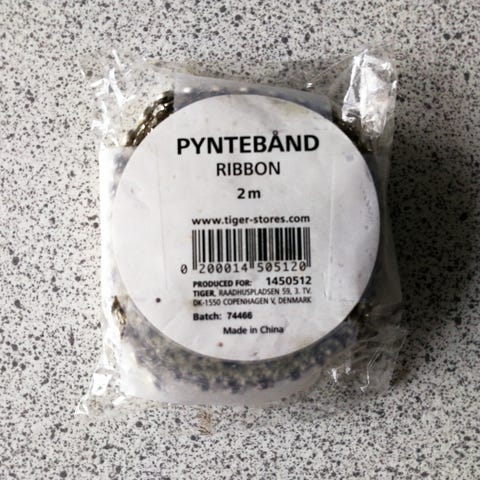 PYNTEBÅND
RIBBON
2 m
www.tiger-stores.com
0 200014 505120
PRODUCED FOR: 1450512
TIGER, RAADHUSPLADSEN 59, 3. TV.
DK-1550 COPENHAGEN V, DENMARK
Batch: 74466
Made in China